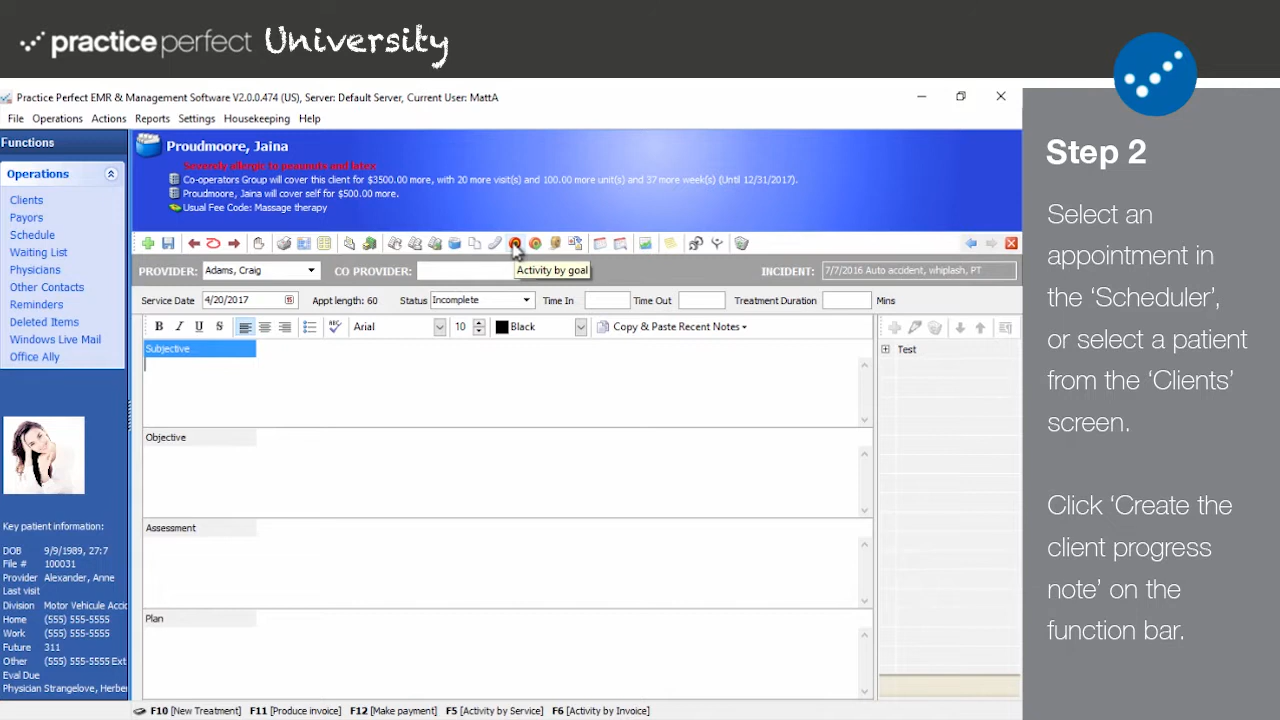 practiceperfect University
Practice Perfect EMR & Management Software V2.0.0.474 (US), Server: Default Server, Current User: MattA
File Operations Actions Reports Settings Housekeeping Help
Functions
Operations
Clients
Payors
Schedule
Waiting List
Physicians
Other Contacts
Reminders
Deleted Items
Windows Live Mail
Office Ally
Key patient information:
DOB 9/9/1989, 27:7
File # 100031
Provider Alexander, Anne
Last visit
Division Motor Vehicule Accid
Home (555) 555-5555
Work (555) 555-5555
Future 311
Other (555) 555-5555 Ext
Eval Due
Physician Strangelove, Herber
Proudmoore, Jaina
Severely allergic to peanuts and latex
Co-operators Group will cover this client for $3500.00 more, with 20 more visit(s) and 100.00 more unit(s) and 37 more week(s) (Until 12/31/2017).
Proudmoore, Jaina will cover self for $500.00 more.
Usual Fee Code: Massage therapy
Activity by goal
PROVIDER: Adams, Craig CO PROVIDER: INCIDENT: 7/7/2016 Auto accident, whiplash, PT
Service Date 4/20/2017 Appt length: 60 Status Incomplete Time In Time Out Treatment Duration Mins
B I U S Arial 10 Black Copy & Paste Recent Notes
Subjective
Objective
Assessment
Plan
Test
F10 [New Treatment] F11 [Produce invoice] F12 [Make payment] F5 [Activity by Service] F6 [Activity by Invoice]
Step 2
Select an
appointment in
the ‘Scheduler’,
or select a patient
from the ‘Clients’
screen.
Click ‘Create the
client progress
note’ on the
function bar.